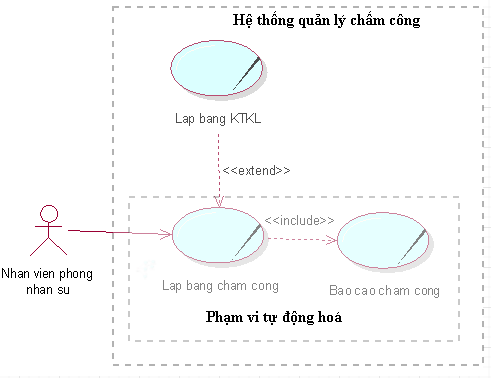 Hệ thống quản lý chấm công
Lap bang KTKL
<<extend>>
<<include>>
Nhan vien phong
nhan su
Lap bang cham cong
Bao cao cham cong
Phạm vi tự động hoá